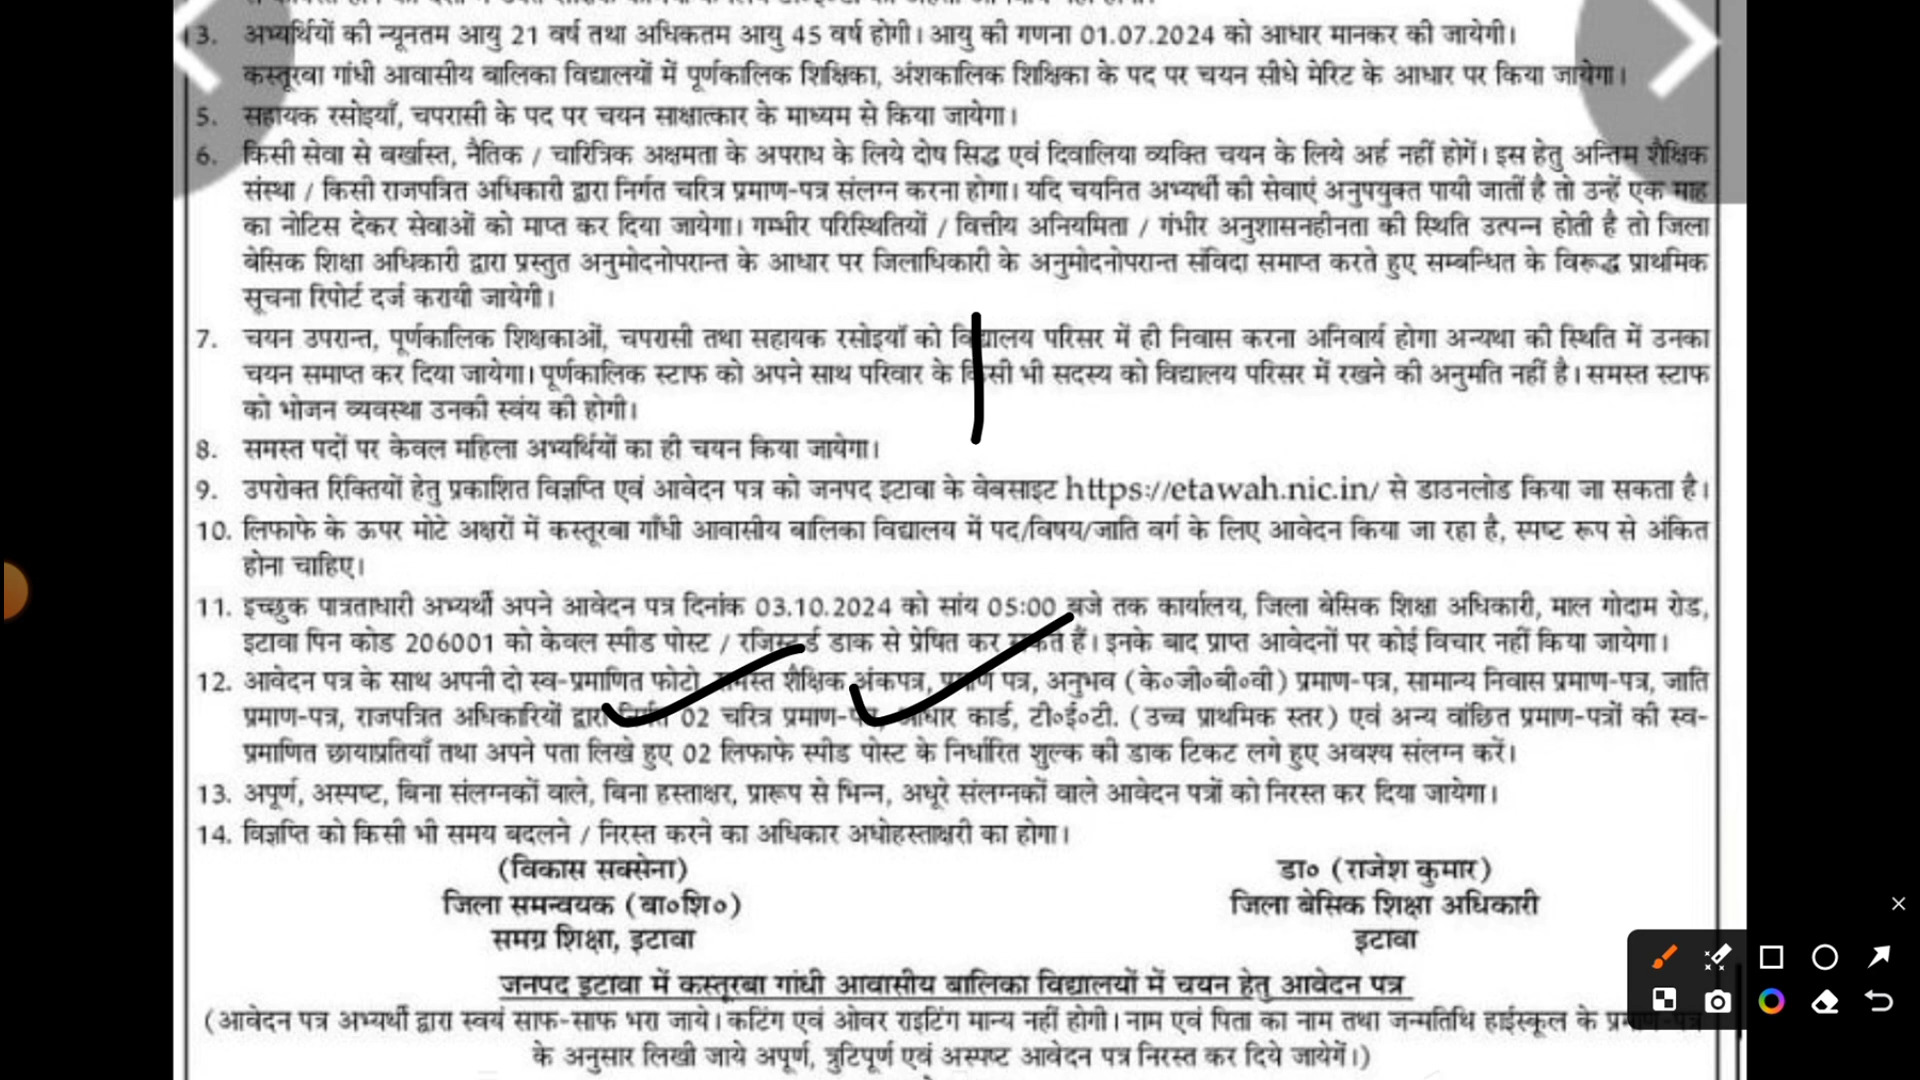 3. अभ्यर्थियों की न्यूनतम आयु 21 वर्ष तथा अधिकतम आयु 45 वर्ष होगी। आयु की गणना 01.07.2024 को आधार मानकर की जायेगी।
कस्तूरबा गांधी आवासीय बालिका विद्यालयों में पूर्णकालिक शिक्षिका, अंशकालिक शिक्षिका के पद पर चयन सीधे मेरिट के आधार पर किया जायेगा।
5. सहायक रसोइयाँ, चपरासी के पद पर चयन साक्षात्कार के माध्यम से किया जायेगा।
6. किसी सेवा से बर्खास्त, नैतिक / चारित्रिक अक्षमता के अपराध के लिये दोष सिद्ध एवं दिवालिया व्यक्ति चयन के लिये अर्ह नहीं होगें। इस हेतु अन्तिम शैक्षिक
संस्था / किसी राजपत्रित अधिकारी द्वारा निर्गत चरित्र प्रमाण-पत्र संलग्न करना होगा। यदि चयनित अभ्यर्थी की सेवाएं अनुपयुक्त पायी जातीं है तो उन्हें एक माह
का नोटिस देकर सेवाओं को माप्त कर दिया जायेगा। गम्भीर परिस्थितियों / वित्तीय अनियमिता / गंभीर अनुशासनहीनता की स्थिति उत्पन्न होती है तो जिला
बेसिक शिक्षा अधिकारी द्वारा प्रस्तुत अनुमोदनोपरान्त के आधार पर जिलाधिकारी के अनुमोदनोपरान्त संविदा समाप्त करते हुए सम्बन्धित के विरूद्ध प्राथमिक
सूचना रिपोर्ट दर्ज करायी जायेगी।
7. चयन उपरान्त, पूर्णकालिक शिक्षकाओं, चपरासी तथा सहायक रसोइयॉ को विद्यालय परिसर में ही निवास करना अनिवार्य होगा अन्यथा की स्थिति में उनका
चयन समाप्त कर दिया जायेगा। पूर्णकालिक स्टाफ को अपने साथ परिवार के किसी भी सदस्य को विद्यालय परिसर में रखने की अनुमति नहीं है। समस्त स्टाफ
को भोजन व्यवस्था उनकी स्वंय की होगी।
8. समस्त पदों पर केवल महिला अभ्यर्थियों का ही चयन किया जायेगा।
9. उपरोक्त रिक्तियों हेतु प्रकाशित विज्ञप्ति एवं आवेदन पत्र को जनपद इटावा के वेबसाइट https://etawah.nic.in/ से डाउनलोड किया जा सकता है।
10. लिफाफे के ऊपर मोटे अक्षरों में कस्तूरबा गाँधी आवासीय बालिका विद्यालय में पद/विषय/जाति वर्ग के लिए आवेदन किया जा रहा है, स्पष्ट रूप से अंकित
होना चाहिए।
11. इच्छुक पात्रताधारी अभ्यर्थी अपने आवेदन पत्र दिनांक 03.10.2024 को सांय 05:00 बजे तक कार्यालय, जिला बेसिक शिक्षा अधिकारी, माल गोदाम रोड,
इटावा पिन कोड 206001 को केवल स्पीड पोस्ट / रजिस्टर्ड डाक से प्रेषित कर सकते हैं। इनके बाद प्राप्त आवेदनों पर कोई विचार नहीं किया जायेगा।
12. आवेदन पत्र के साथ अपनी दो स्व-प्रमाणित फोटो, समस्त शैक्षिक अंकपत्र, प्रमाण पत्र, अनुभव (के०जी०बी०वी) प्रमाण-पत्र, सामान्य निवास प्रमाण-पत्र, जाति
प्रमाण-पत्र, राजपत्रित अधिकारियों द्वारा निर्गत 02 चरित्र प्रमाण-पत्र, आधार कार्ड, टी०ई०टी. (उच्च प्राथमिक स्तर) एवं अन्य वांछित प्रमाण-पत्रों की स्व-
प्रमाणित छायाप्रतियाँ तथा अपने पता लिखे हुए 02 लिफाफे स्पीड पोस्ट के निर्धारित शुल्क की डाक टिकट लगे हुए अवश्य संलग्न करें।
13. अपूर्ण, अस्पष्ट, बिना संलग्नकों वाले, बिना हस्ताक्षर, प्रारूप से भिन्न, अधूरे संलग्नकों वाले आवेदन पत्रों को निरस्त कर दिया जायेगा।
14. विज्ञप्ति को किसी भी समय बदलने / निरस्त करने का अधिकार अधोहस्ताक्षरी का होगा।
(विकास सक्सेना)
जिला समन्वयक (बा०शि०)
समग्र शिक्षा, इटावा
डा० (राजेश कुमार)
जिला बेसिक शिक्षा अधिकारी
इटावा
जनपद इटावा में कस्तूरबा गांधी आवासीय बालिका विद्यालयों में चयन हेतु आवेदन पत्र
(आवेदन पत्र अभ्यर्थी द्वारा स्वयं साफ-साफ भरा जाये। कटिंग एवं ओवर राइटिंग मान्य नहीं होगी। नाम एवं पिता का नाम तथा जन्मतिथि हाईस्कूल के प्रमाण-पत्र
के अनुसार लिखी जाये अपूर्ण, त्रुटिपूर्ण एवं अस्पष्ट आवेदन पत्र निरस्त कर दिये जायेगें।)